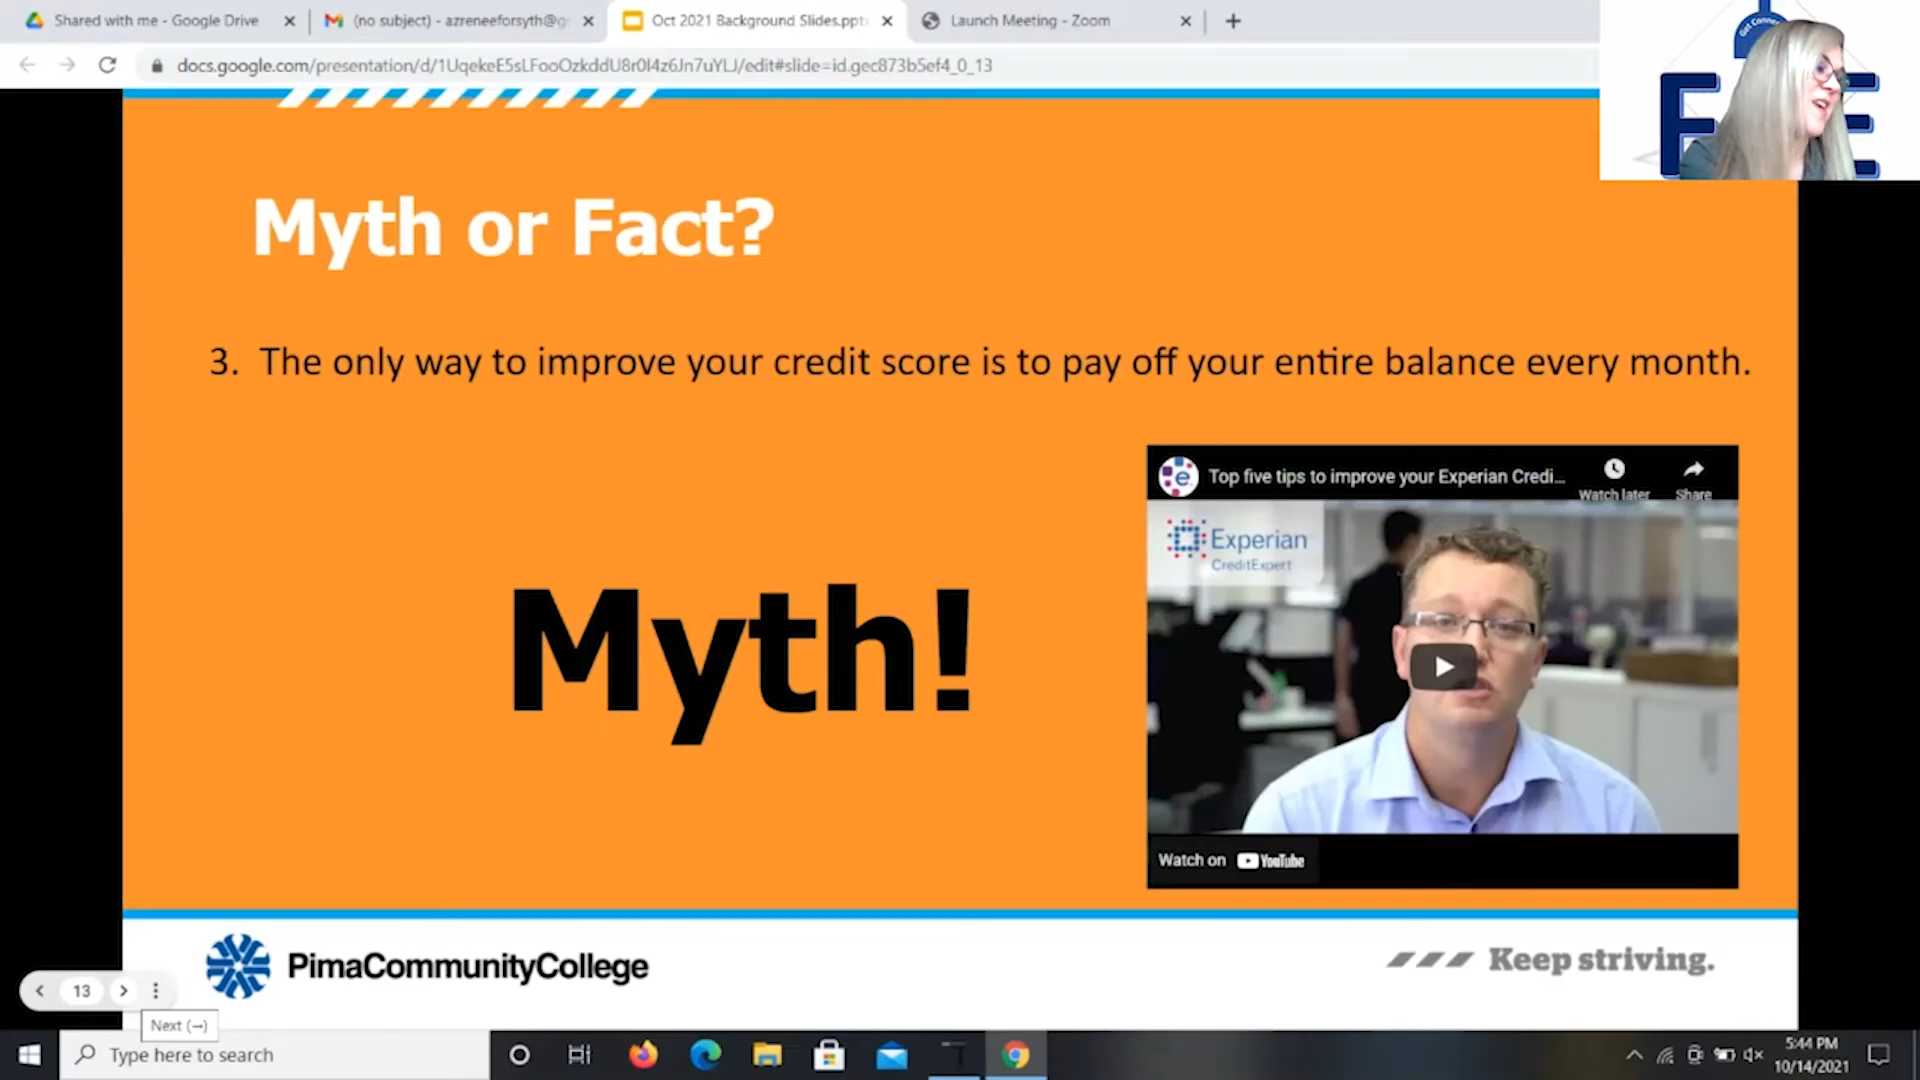 Shared with me - Google Drive
(no subject) - azreneeforsyth@g
Oct 2021 Background Slides.pptx
Launch Meeting - Zoom
docs.google.com/presentation/d/1UqekeE5sLFooOzkddU8r0l4z6Jn7uYLJ/edit#slide=id.gec873b5ef4_0_13
Get Connec
F E
Myth or Fact?
3. The only way to improve your credit score is to pay off your entire balance every month.
Myth!
Top five tips to improve your Experian Credi...
Watch later
Share
Experian
CreditExpert
Watch on YouTube
PimaCommunityCollege
Keep striving.
13
Next (→)
Type here to search
5:44 PM
10/14/2021